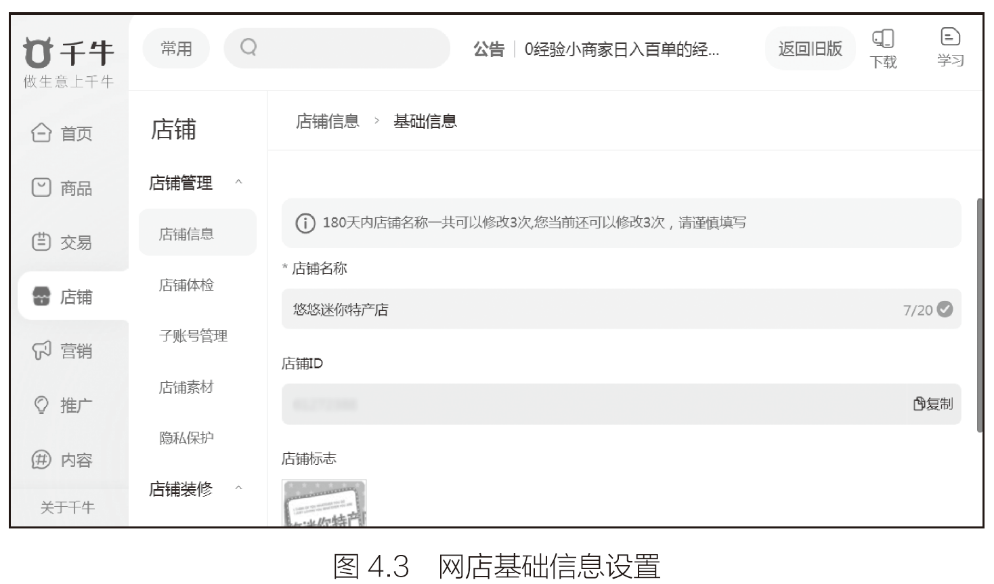 千牛
做生意上千牛
常用
公告 0经验小商家日入百单的经...
返回旧版
下载
学习
首页
商品
交易
店铺
营销
推广
内容
关于千牛
店铺
店铺管理
店铺信息
店铺体检
子账号管理
店铺素材
隐私保护
店铺装修
店铺信息 > 基础信息
180天内店铺名称一共可以修改3次,您当前还可以修改3次，请谨慎填写
* 店铺名称
悠悠迷你特产店 7/20
店铺ID
复制
店铺标志
图 4.3 网店基础信息设置